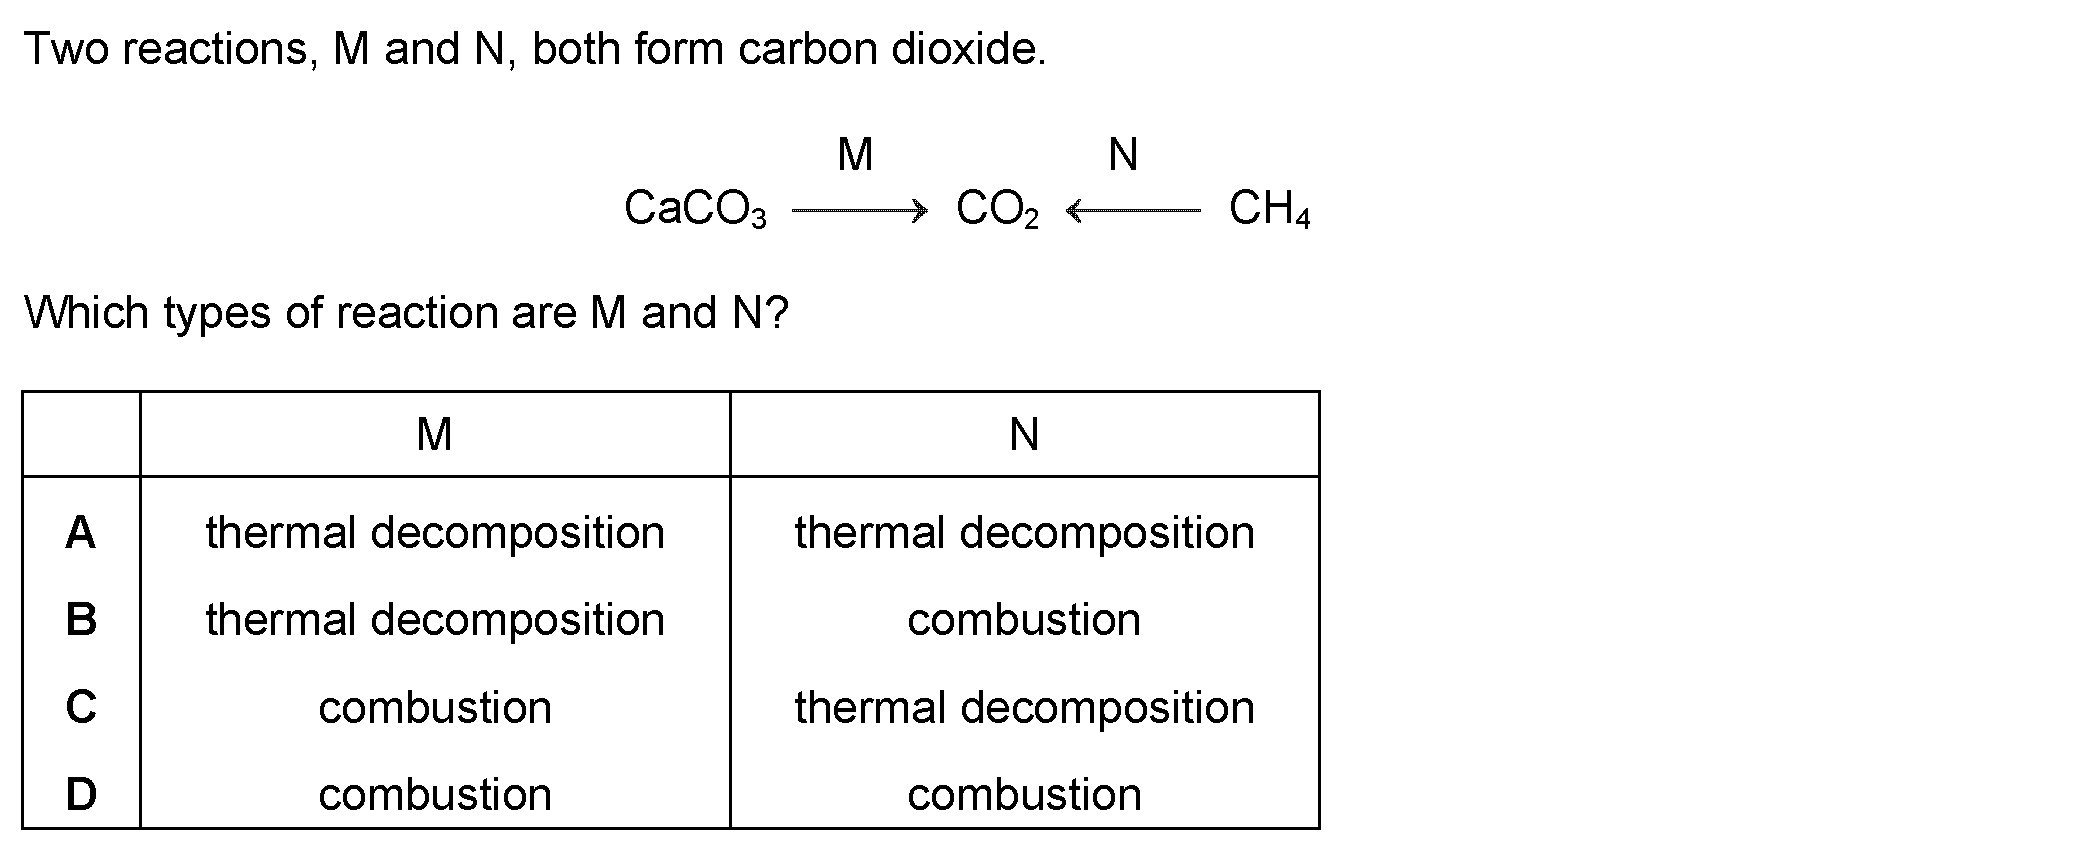 Two reactions, M and N, both form carbon dioxide.
M N
CaCO₃ ⟶ CO₂ ⟵ CH₄
Which types of reaction are M and N?
M N
A thermal decomposition thermal decomposition
B thermal decomposition combustion
C combustion thermal decomposition
D combustion combustion